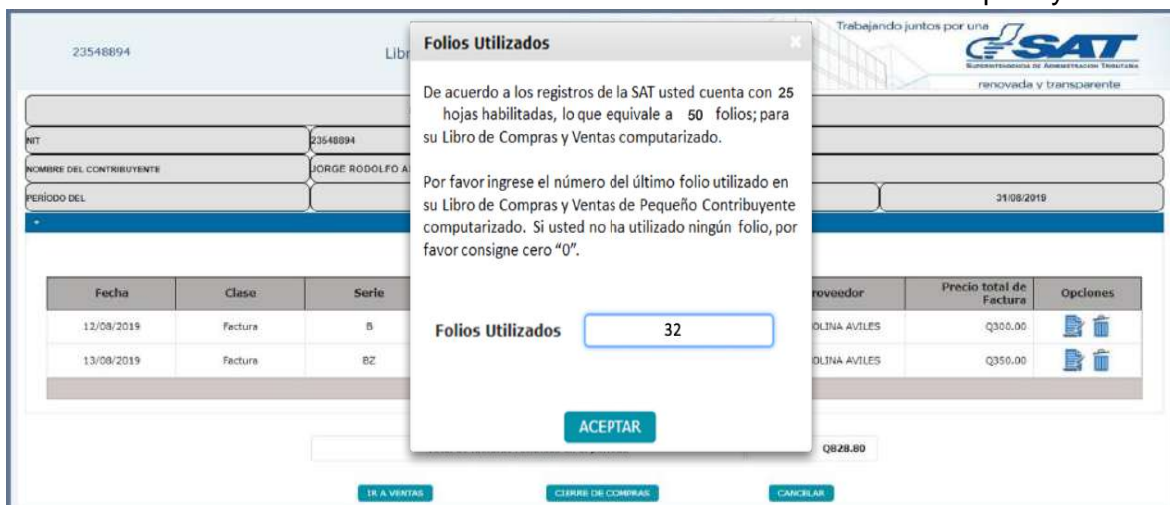 23548894
Libr
Trabajando juntos por una
SAT
SUPERINTENDENCIA DE ADMINISTRACION TRIBUTARIA
renovada y transparente
NIT
23548894
NOMBRE DEL CONTRIBUYENTE
JORGE RODOLFO A
PERÍODO DEL
31/08/2019
Folios Utilizados
De acuerdo a los registros de la SAT usted cuenta con 25
hojas habilitadas, lo que equivale a 50 folios; para
su Libro de Compras y Ventas computarizado.
Por favor ingrese el número del último folio utilizado en
su Libro de Compras y Ventas de Pequeño Contribuyente
computarizado. Si usted no ha utilizado ningún folio, por
favor consigne cero “0”.
Folios Utilizados 32
ACEPTAR
Fecha Clase Serie roveedor Precio total de Factura Opciones
12/08/2019 Factura B OLINA AVILES Q300.00
13/08/2019 Factura BZ OLINA AVILES Q350.00
Q828.80
IR A VENTAS CIERRE DE COMPRAS CANCELAR